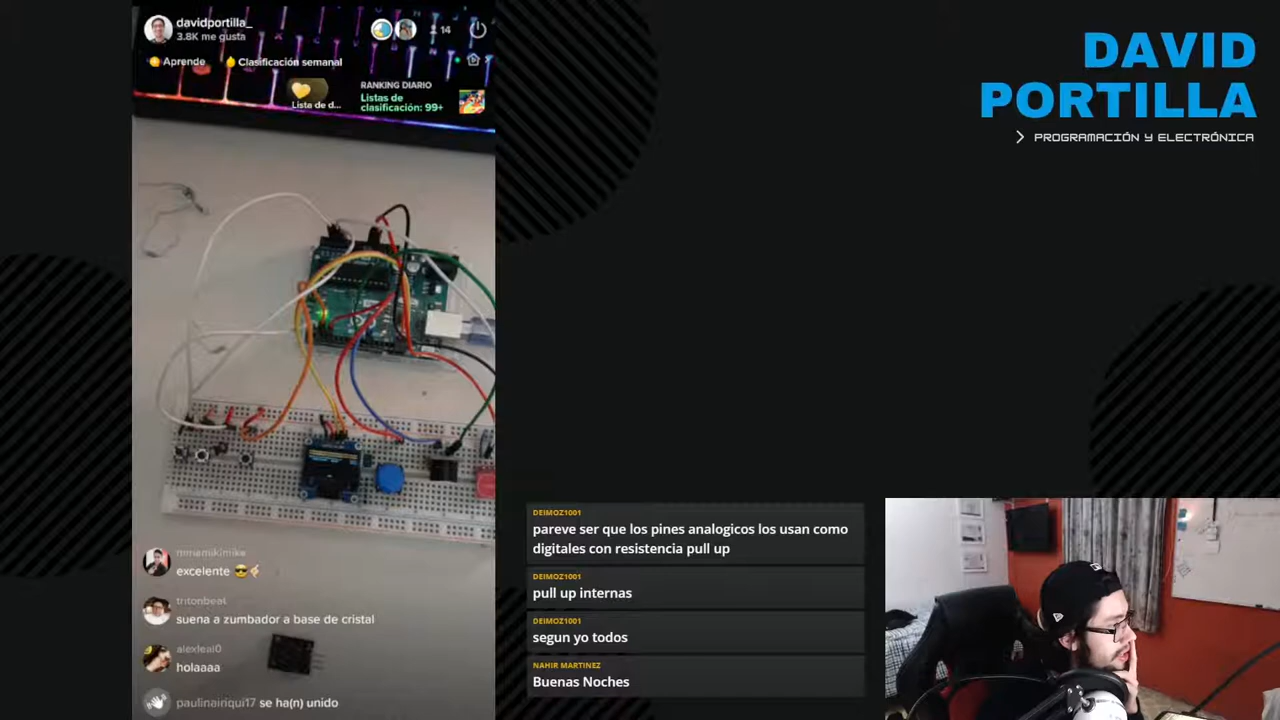 davidportilla_
3.8K me gusta
14
Aprende
Clasificación semanal
Lista de d...
RANKING DIARIO
Listas de
clasificación: 99+
DAVID
PORTILLA
PROGRAMACIÓN Y ELECTRÓNICA
mrnamikimike
excelente 😎
tritonbeat
suena a zumbador a base de cristal
alexleal0
holaaaa
paulinairiqui17 se ha(n) unido
DEIMOZ1001
pareve ser que los pines analogicos los usan como
digitales con resistencia pull up
DEIMOZ1001
pull up internas
DEIMOZ1001
segun yo todos
NAHIR MARTINEZ
Buenas Noches